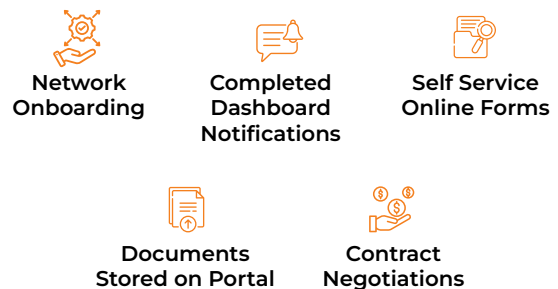 Network
Onboarding
Completed
Dashboard
Notifications
Self Service
Online Forms
Documents
Stored on Portal
Contract
Negotiations